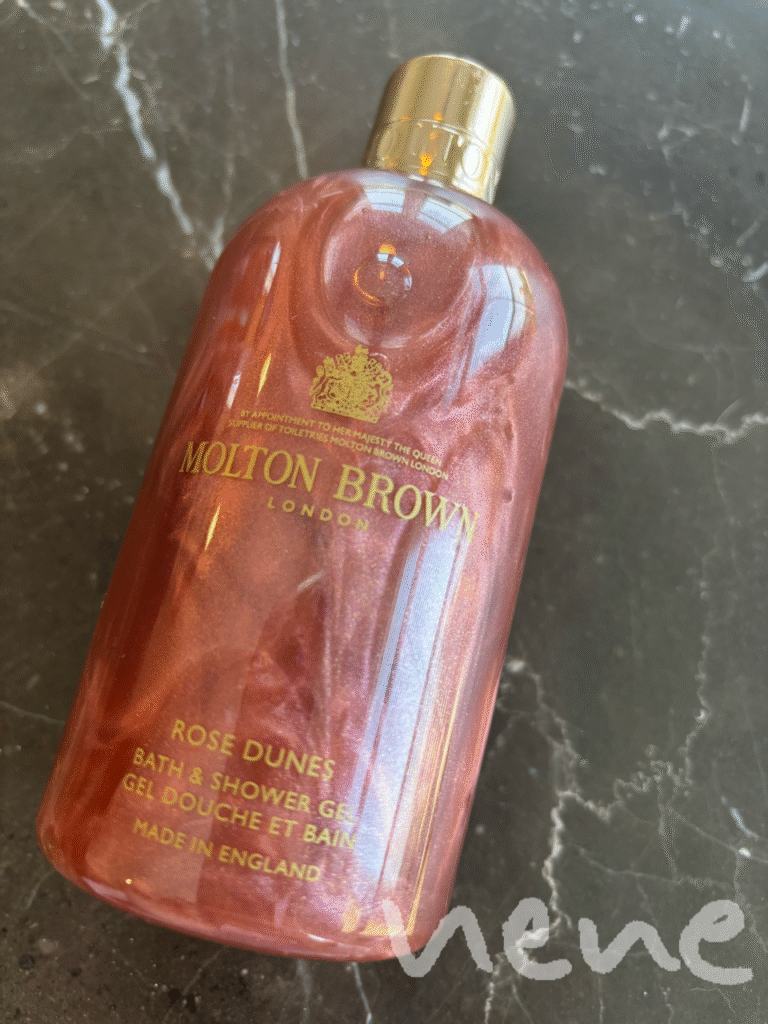 BY APPOINTMENT TO HER MAJESTY THE QUEEN
SUPPLIER OF TOILETRIES MOLTON BROWN LONDON
MOLTON BROWN
LONDON
ROSE DUNES
BATH & SHOWER GEL
GEL DOUCHE ET BAIN
MADE IN ENGLAND
nene